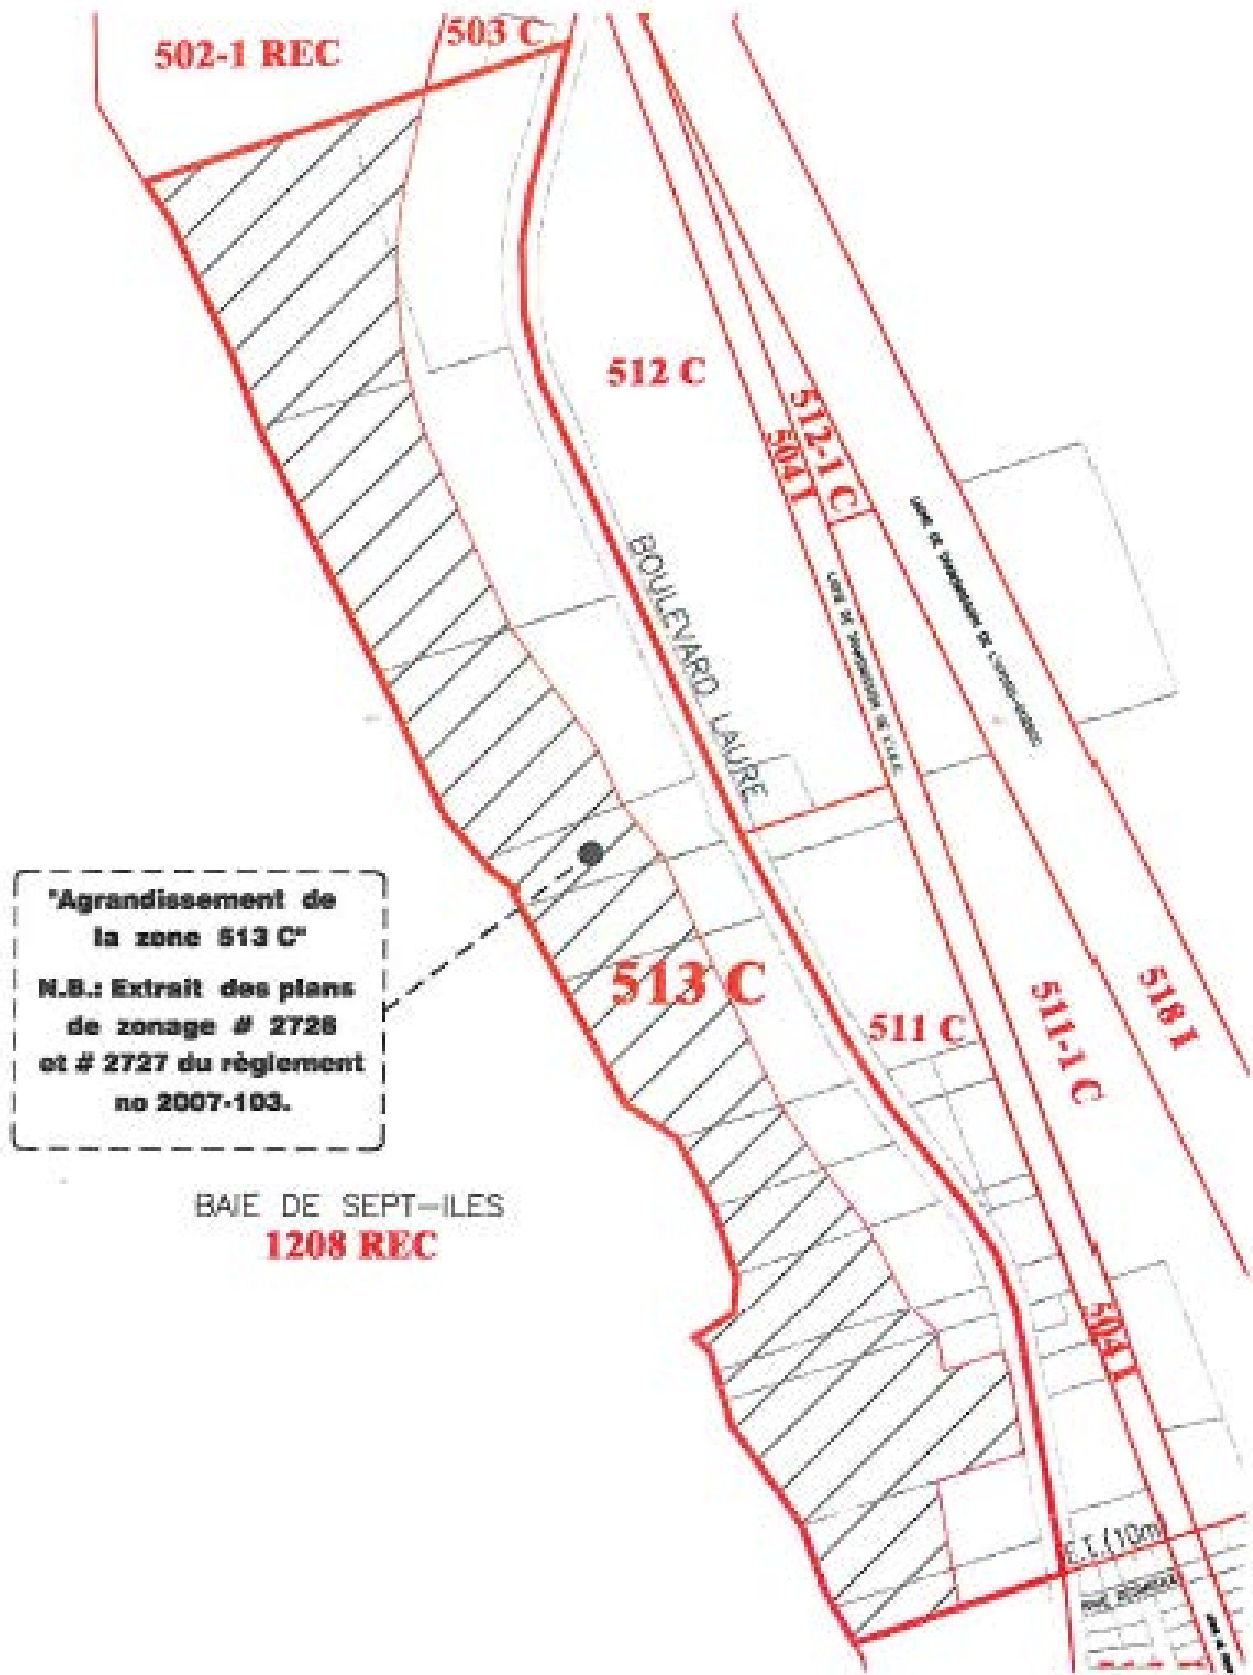 502-1 REC
503 C
512 C
512-1 C
504 I
BOULEVARD LAURE
"Agrandissement de
la zone 513 C"
N.B.: Extrait des plans
de zonage # 2728
et # 2727 du règlement
no 2007-103.
513 C
511 C
511-1 C
518 I
BAIE DE SEPT-ILES
1208 REC
504 I
(10m)